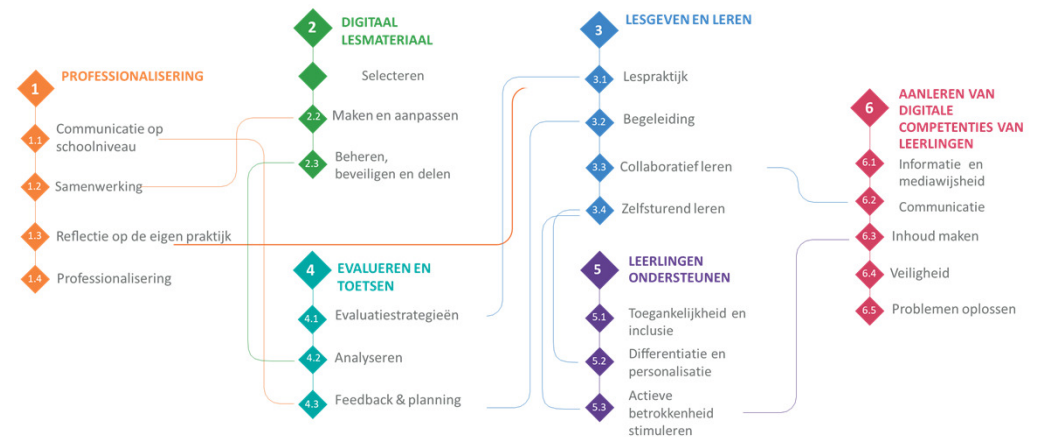 1
PROFESSIONALISERING
1.1
Communicatie op
schoolniveau
1.2
Samenwerking
1.3
Reflectie op de eigen praktijk
1.4
Professionalisering
2
DIGITAAL
LESMATERIAAL
Selecteren
2.2
Maken en aanpassen
2.3
Beheren,
beveiligen en delen
4
EVALUEREN EN
TOETSEN
4.1
Evaluatiestrategieën
4.2
Analyseren
4.3
Feedback & planning
3
LESGEVEN EN LEREN
3.1
Lespraktijk
3.2
Begeleiding
3.3
Collaboratief leren
3.4
Zelfsturend leren
5
LEERLINGEN
ONDERSTEUNEN
5.1
Toegankelijkheid en
inclusie
5.2
Differentiatie en
personalisatie
5.3
Actieve
betrokkenheid
stimuleren
6
AANLEREN VAN
DIGITALE
COMPETENTIES VAN
LEERLINGEN
6.1
Informatie en
mediawijsheid
6.2
Communicatie
6.3
Inhoud maken
6.4
Veiligheid
6.5
Problemen oplossen